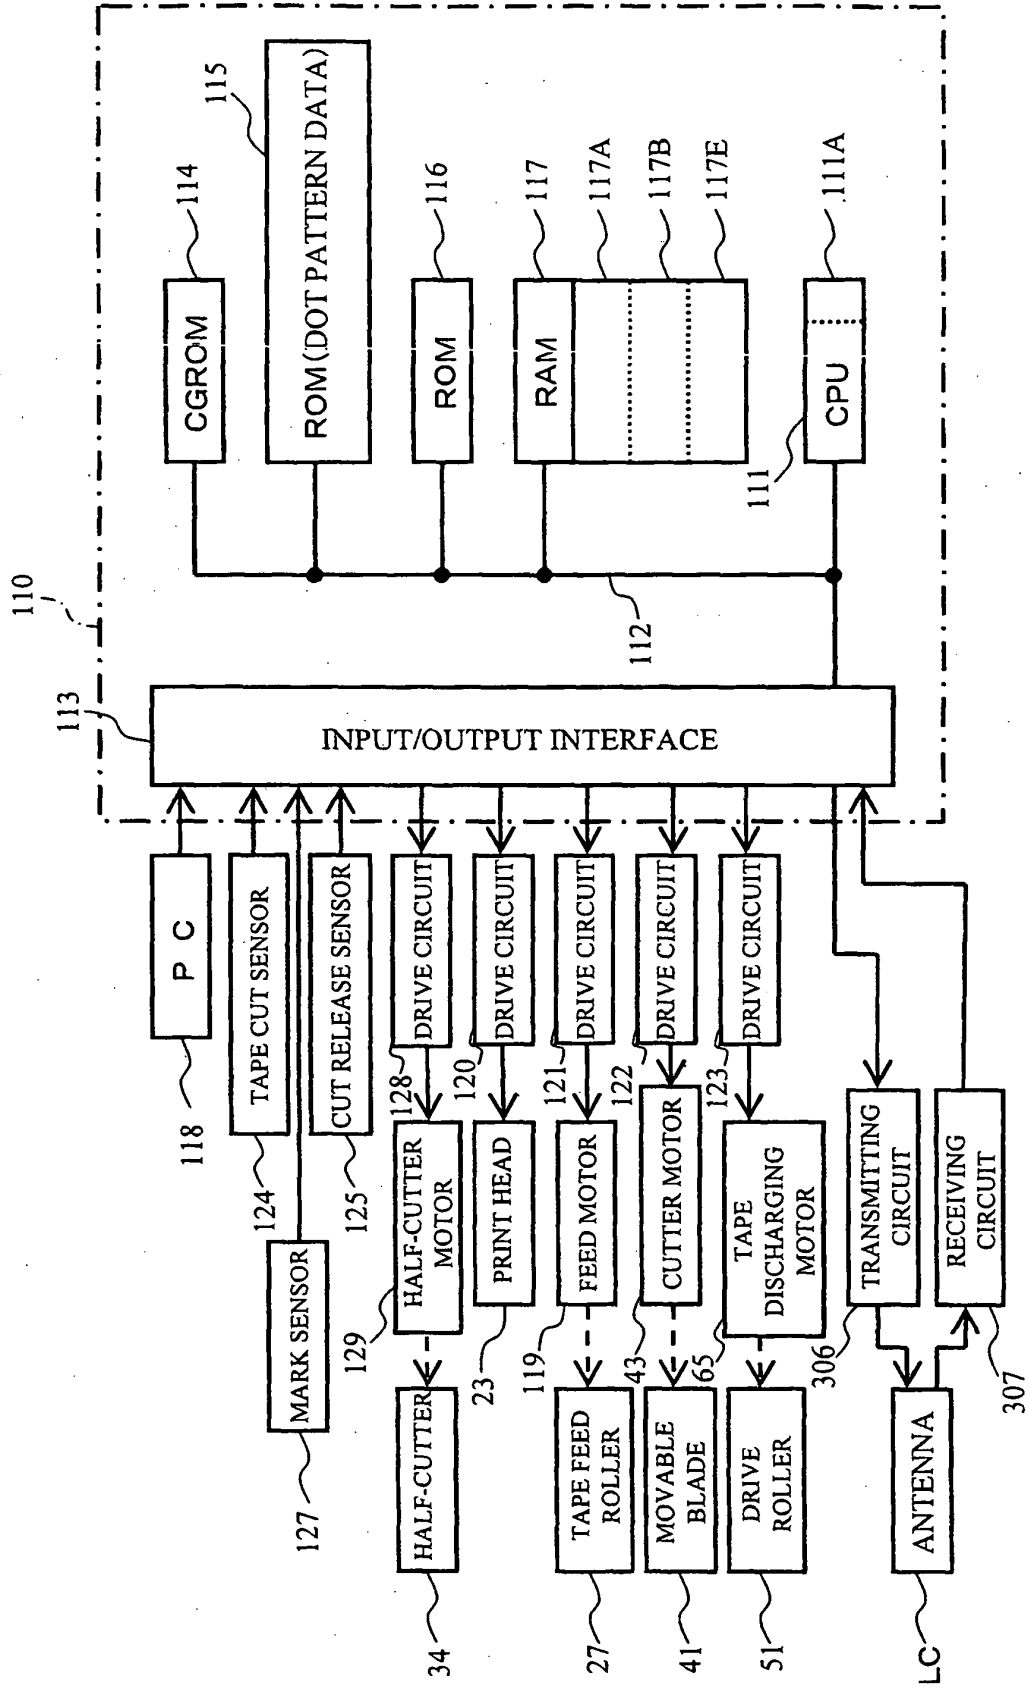 110
113
INPUT/OUTPUT INTERFACE
112
CGROM
114
ROM (DOT PATTERN DATA)
115
ROM
116
RAM
117
117A
117B
117E
CPU
111
111A
P C
118
TAPE CUT SENSOR
124
MARK SENSOR
127
CUT RELEASE SENSOR
125
DRIVE CIRCUIT
128
HALF-CUTTER
MOTOR
129
HALF-CUTTER
34
DRIVE CIRCUIT
120
PRINT HEAD
23
DRIVE CIRCUIT
121
FEED MOTOR
119
TAPE FEED
ROLLER
27
DRIVE CIRCUIT
122
CUTTER MOTOR
43
MOVABLE
BLADE
41
DRIVE CIRCUIT
123
TAPE
DISCHARGING
MOTOR
65
DRIVE
ROLLER
51
TRANSMITTING
CIRCUIT
306
RECEIVING
CIRCUIT
307
ANTENNA
LC